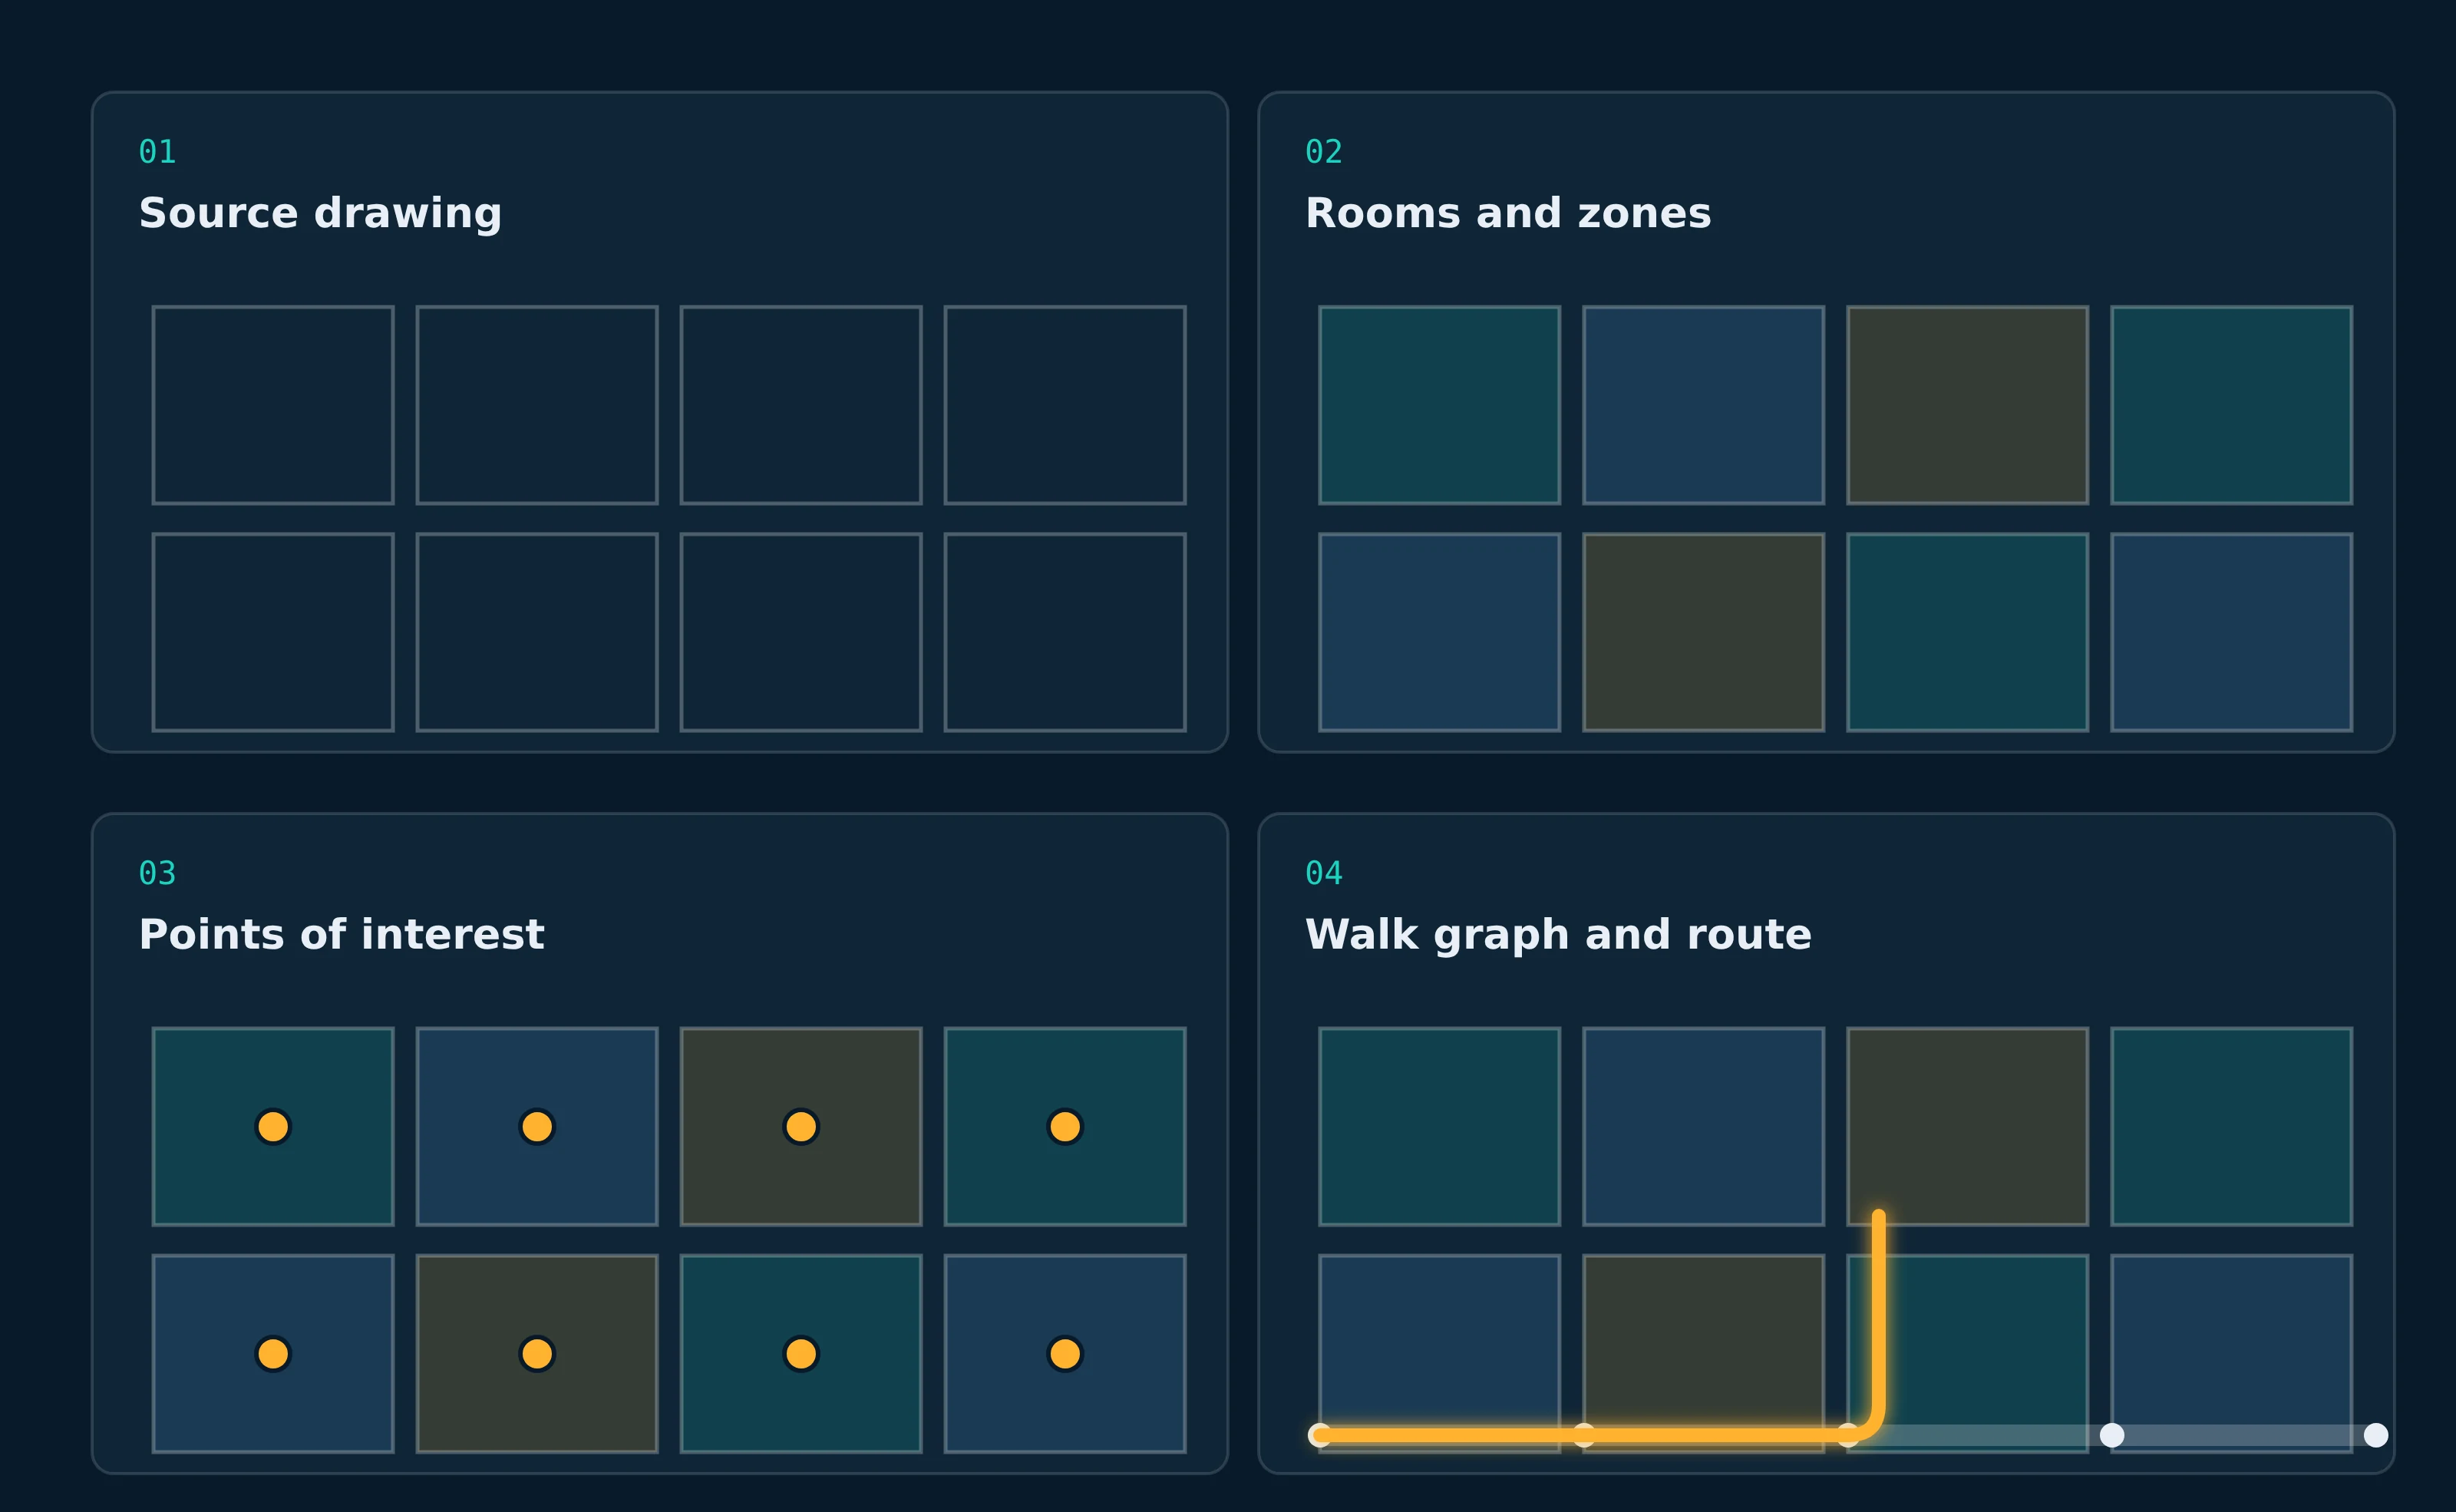 01
Source drawing
02
Rooms and zones
03
Points of interest
04
Walk graph and route